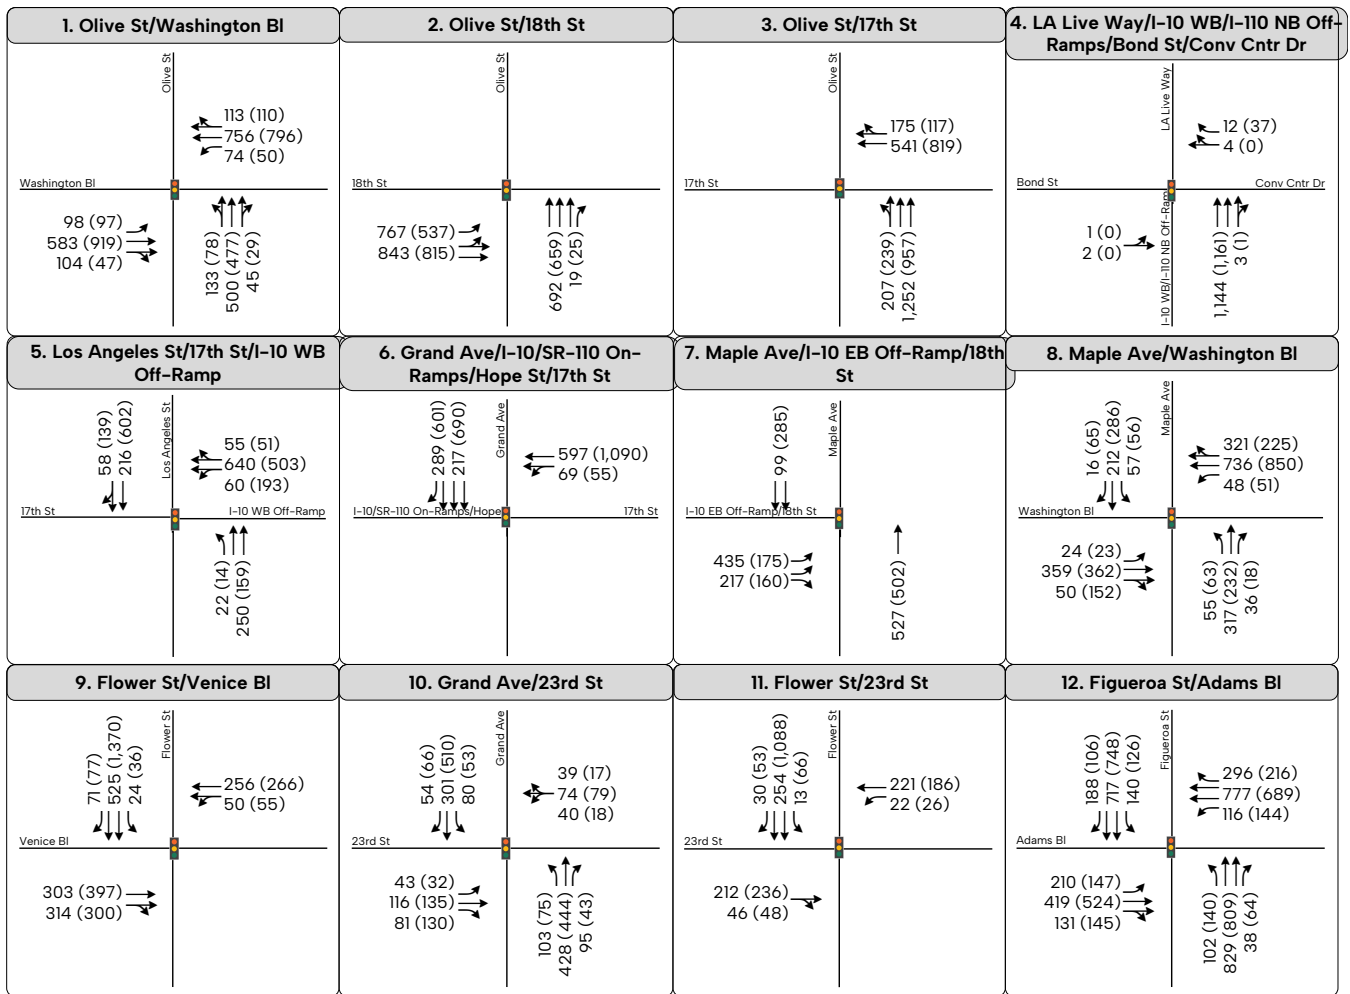 1. Olive St/Washington Bl
Olive St
113 (110)
756 (796)
74 (50)
Washington Bl
98 (97)
583 (919)
104 (47)
133 (78)
500 (477)
45 (29)
2. Olive St/18th St
Olive St
18th St
767 (537)
843 (815)
692 (659)
19 (25)
3. Olive St/17th St
Olive St
175 (117)
541 (819)
17th St
207 (239)
1,252 (957)
4. LA Live Way/I-10 WB/I-110 NB Off-
Ramps/Bond St/Conv Cntr Dr
LA Live Way
12 (37)
4 (0)
Bond St
Conv Cntr Dr
1 (0)
2 (0)
I-10 WB/I-110 NB Off-Ramp
1,144 (1,161)
3 (1)
5. Los Angeles St/17th St/I-10 WB
Off-Ramp
58 (139)
216 (602)
Los Angeles St
55 (51)
640 (503)
60 (193)
17th St
I-10 WB Off-Ramp
22 (14)
250 (159)
6. Grand Ave/I-10/SR-110 On-
Ramps/Hope St/17th St
289 (601)
217 (690)
Grand Ave
597 (1,090)
69 (55)
I-10/SR-110 On-Ramps/Hope
17th St
7. Maple Ave/I-10 EB Off-Ramp/18th
St
99 (285)
Maple Ave
I-10 EB Off-Ramp/18th St
435 (175)
217 (160)
527 (502)
8. Maple Ave/Washington Bl
16 (65)
212 (286)
57 (56)
Maple Ave
321 (225)
736 (850)
48 (51)
Washington Bl
24 (23)
359 (362)
50 (152)
55 (63)
317 (232)
36 (18)
9. Flower St/Venice Bl
71 (77)
525 (1,370)
24 (36)
Flower St
256 (266)
50 (55)
Venice Bl
303 (397)
314 (300)
10. Grand Ave/23rd St
54 (66)
301 (510)
80 (53)
Grand Ave
39 (17)
74 (79)
40 (18)
23rd St
43 (32)
116 (135)
81 (130)
103 (75)
428 (444)
95 (43)
11. Flower St/23rd St
30 (53)
254 (1,088)
13 (66)
Flower St
221 (186)
22 (26)
23rd St
212 (236)
46 (48)
12. Figueroa St/Adams Bl
188 (106)
717 (748)
140 (126)
Figueroa St
296 (216)
777 (689)
116 (144)
Adams Bl
210 (147)
419 (524)
131 (145)
102 (140)
829 (809)
38 (64)